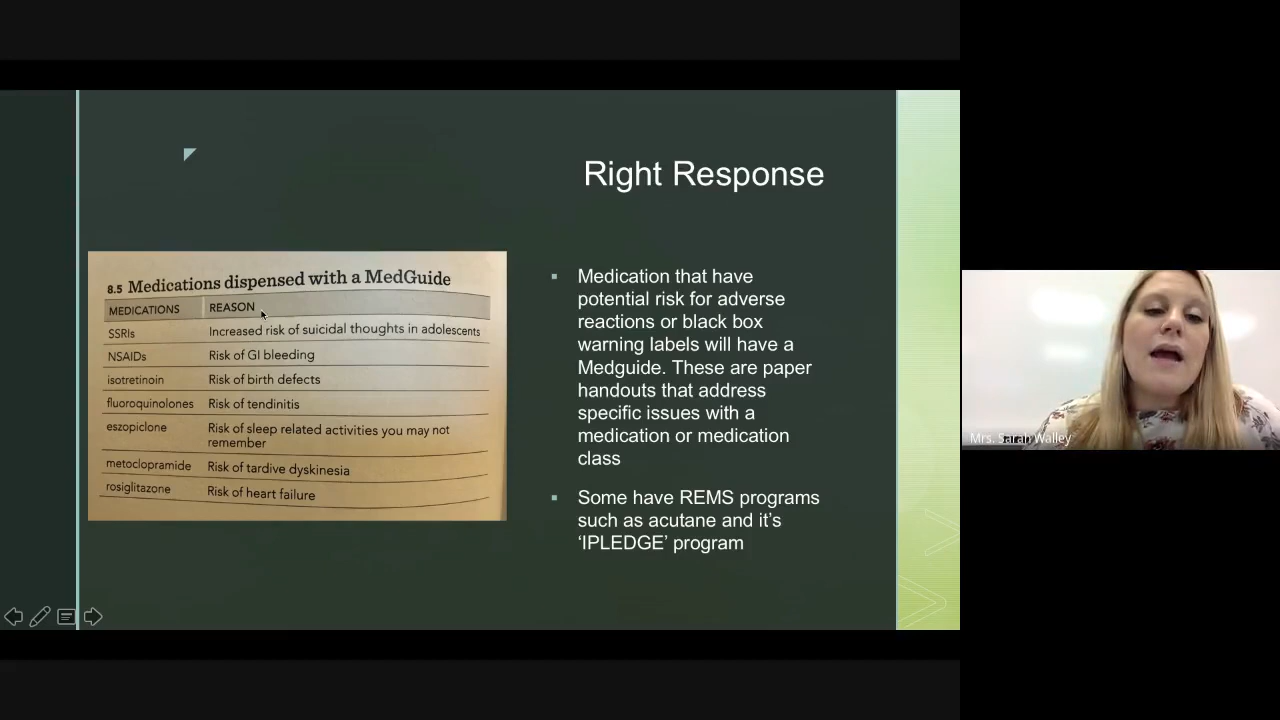 Right Response
8.5 Medications dispensed with a MedGuide
MEDICATIONS REASON
SSRIs Increased risk of suicidal thoughts in adolescents
NSAIDs Risk of GI bleeding
isotretinoin Risk of birth defects
fluoroquinolones Risk of tendinitis
eszopiclone Risk of sleep related activities you may not
remember
metoclopramide Risk of tardive dyskinesia
rosiglitazone Risk of heart failure
Medication that have
potential risk for adverse
reactions or black box
warning labels will have a
Medguide. These are paper
handouts that address
specific issues with a
medication or medication
class
Some have REMS programs
such as acutane and it's
‘IPLEDGE’ program
Mrs. Sarah Walley